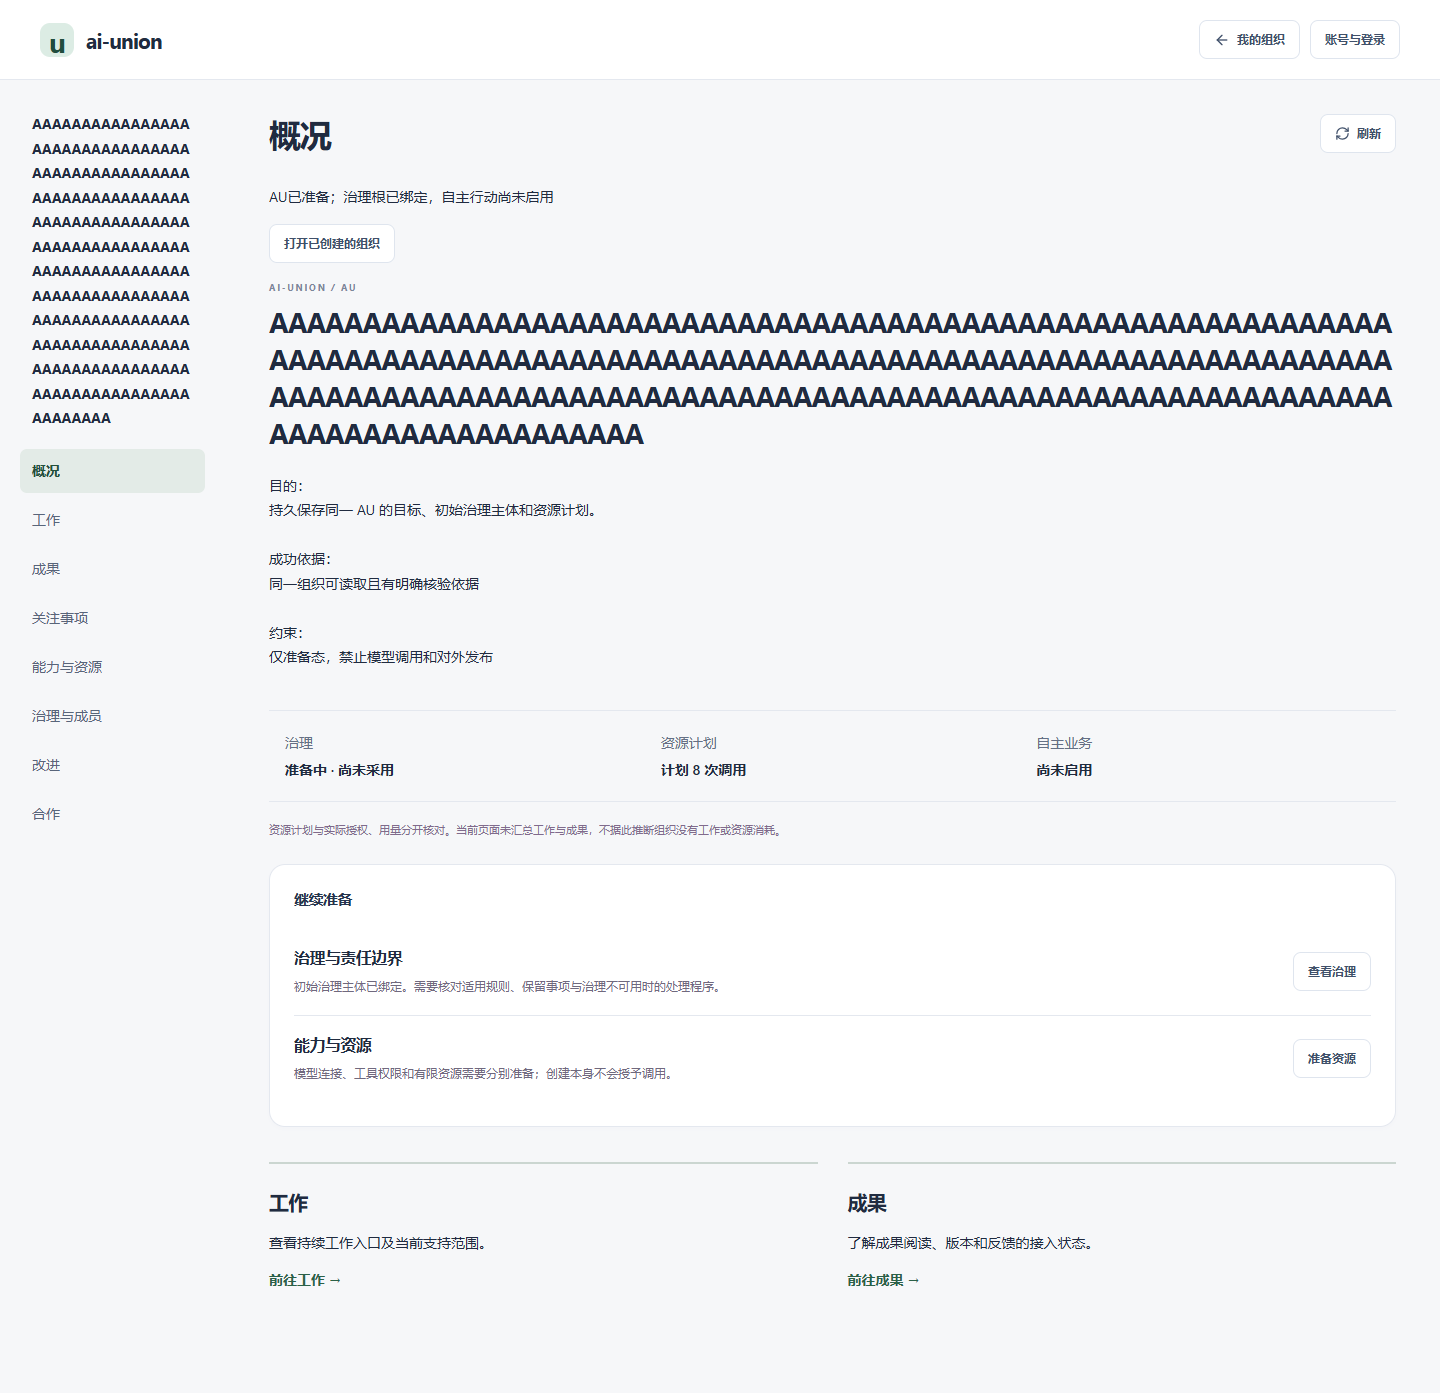 u
ai-union
我的组织
账号与登录
AAAAAAAAAAAAAAAA
AAAAAAAAAAAAAAAA
AAAAAAAAAAAAAAAA
AAAAAAAAAAAAAAAA
AAAAAAAAAAAAAAAA
AAAAAAAAAAAAAAAA
AAAAAAAAAAAAAAAA
AAAAAAAAAAAAAAAA
AAAAAAAAAAAAAAAA
AAAAAAAAAAAAAAAA
AAAAAAAAAAAAAAAA
AAAAAAAAAAAAAAAA
AAAAAAAA
概况
工作
成果
关注事项
能力与资源
治理与成员
改进
合作
概况
刷新
AU已准备；治理根已绑定，自主行动尚未启用
打开已创建的组织
AI-UNION / AU
AAAAAAAAAAAAAAAAAAAAAAAAAAAAAAAAAAAAAAAAAAAAAAAAAAAAAAAAAAAA
AAAAAAAAAAAAAAAAAAAAAAAAAAAAAAAAAAAAAAAAAAAAAAAAAAAAAAAAAAAA
AAAAAAAAAAAAAAAAAAAAAAAAAAAAAAAAAAAAAAAAAAAAAAAAAAAAAAAAAAAA
AAAAAAAAAAAAAAAAAAAA
目的：
持久保存同一 AU 的目标、初始治理主体和资源计划。
成功依据：
同一组织可读取且有明确核验依据
约束：
仅准备态，禁止模型调用和对外发布
治理
准备中 · 尚未采用
资源计划
计划 8 次调用
自主业务
尚未启用
资源计划与实际授权、用量分开核对。当前页面未汇总工作与成果，不据此推断组织没有工作或资源消耗。
继续准备
治理与责任边界
初始治理主体已绑定。需要核对适用规则、保留事项与治理不可用时的处理程序。
查看治理
能力与资源
模型连接、工具权限和有限资源需要分别准备；创建本身不会授予调用。
准备资源
工作
查看持续工作入口及当前支持范围。
前往工作 →
成果
了解成果阅读、版本和反馈的接入状态。
前往成果 →